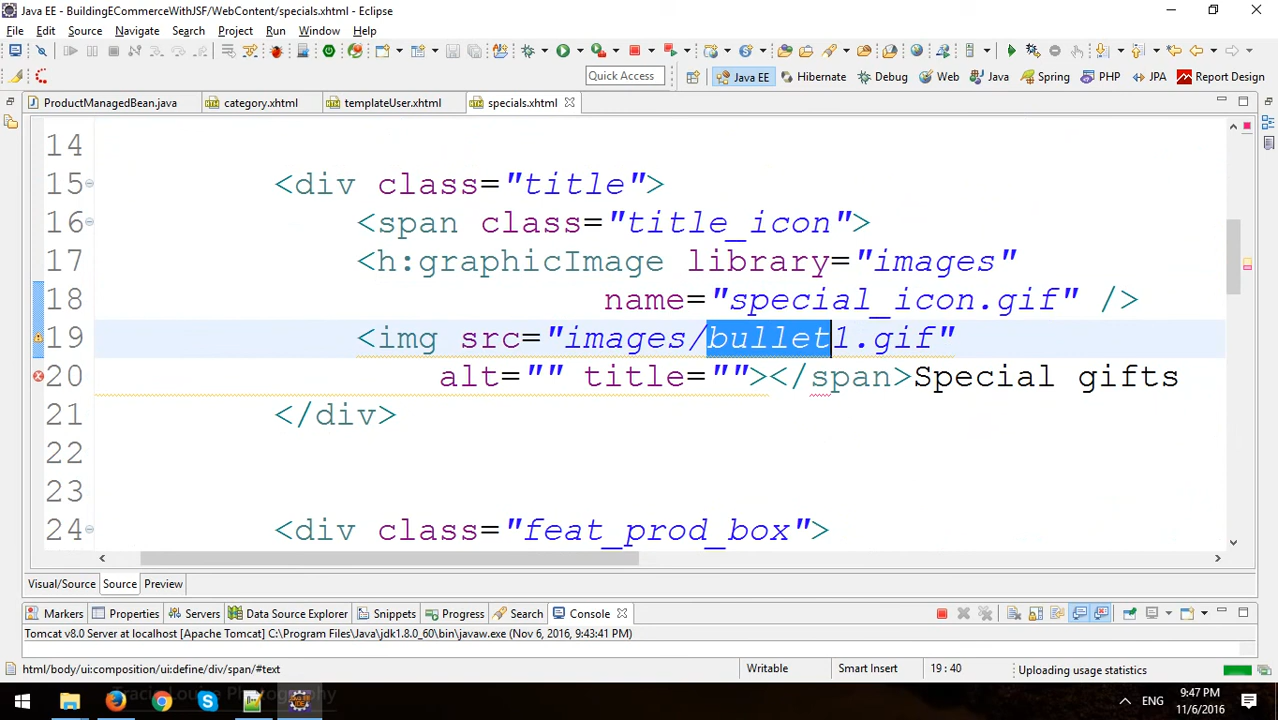 Java EE - BuildingECommerceWithJSF/WebContent/specials.xhtml - Eclipse
File Edit Source Navigate Search Project Run Window Help
Quick Access Java EE Hibernate Debug Web Java Spring PHP JPA Report Design
ProductManagedBean.java category.xhtml templateUser.xhtml specials.xhtml
14
15 <div class="title">
16 <span class="title_icon">
17 <h:graphicImage library="images"
18 name="special_icon.gif" />
19 <img src="images/bullet1.gif"
20 alt="" title=""></span>Special gifts
21 </div>
22
23
24 <div class="feat_prod_box">
Visual/Source Source Preview
Markers Properties Servers Data Source Explorer Snippets Progress Search Console
Tomcat v8.0 Server at localhost [Apache Tomcat] C:\Program Files\Java\jdk1.8.0_60\bin\javaw.exe (Nov 6, 2016, 9:43:41 PM)
html/body/ui:composition/ui:define/div/span/#text Writable Smart Insert 19 : 40 Uploading usage statistics
ENG 9:47 PM
11/6/2016